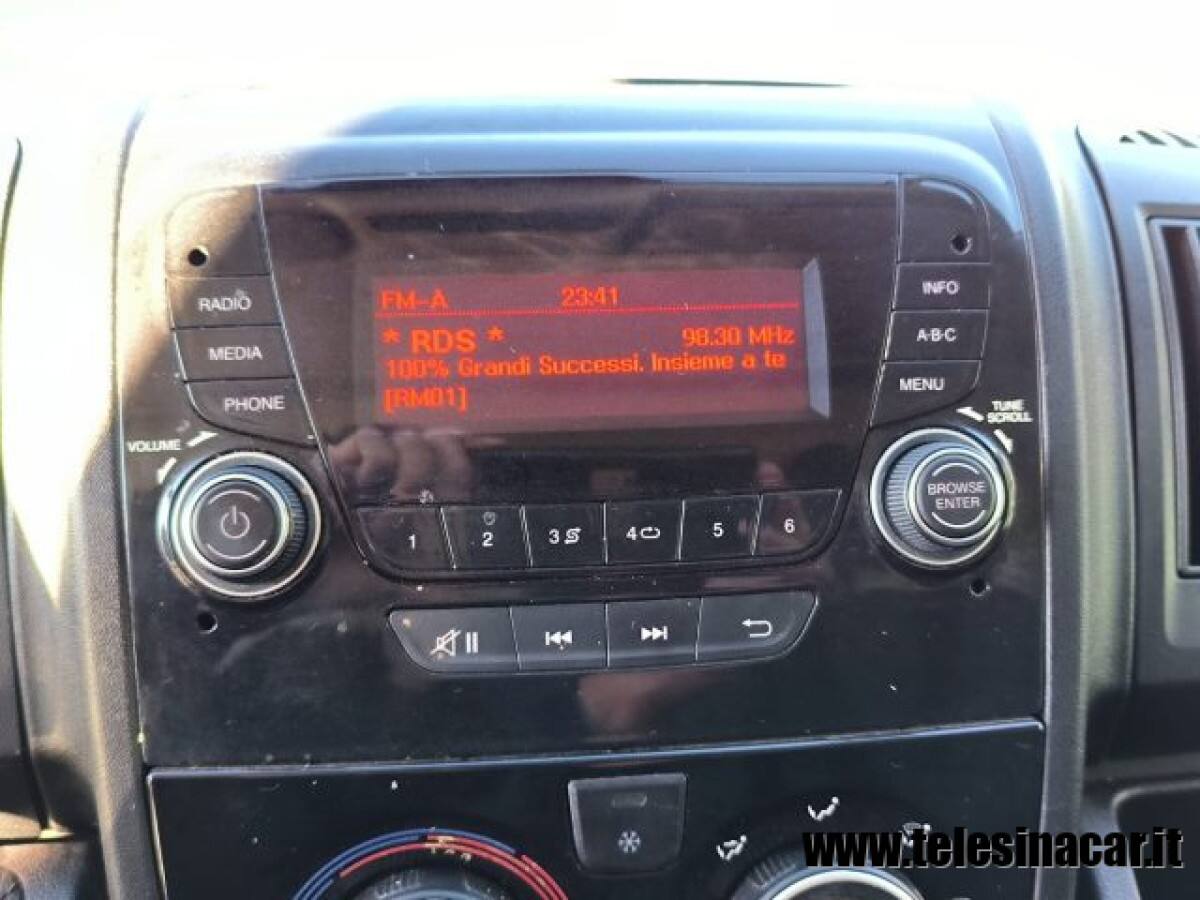 FM-A 23:41
* RDS * 98.30 MHz
100% Grandi Successi. Insieme a te
[RM01]
RADIO
MEDIA
PHONE
VOLUME
INFO
A·B·C
MENU
TUNE
SCROLL
BROWSE
ENTER
1 2 3 4 5 6
www.telesinacar.it